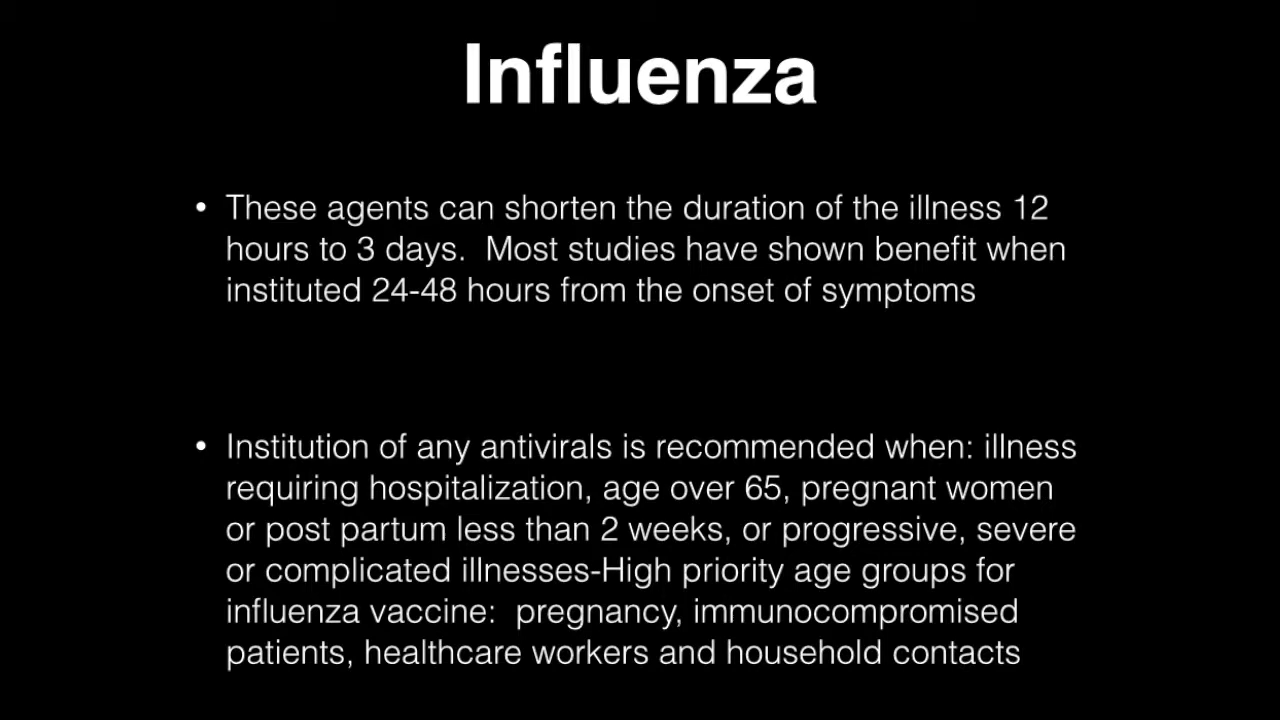 Influenza
• These agents can shorten the duration of the illness 12
hours to 3 days.  Most studies have shown benefit when
instituted 24-48 hours from the onset of symptoms
• Institution of any antivirals is recommended when: illness
requiring hospitalization, age over 65, pregnant women
or post partum less than 2 weeks, or progressive, severe
or complicated illnesses-High priority age groups for
influenza vaccine:  pregnancy, immunocompromised
patients, healthcare workers and household contacts